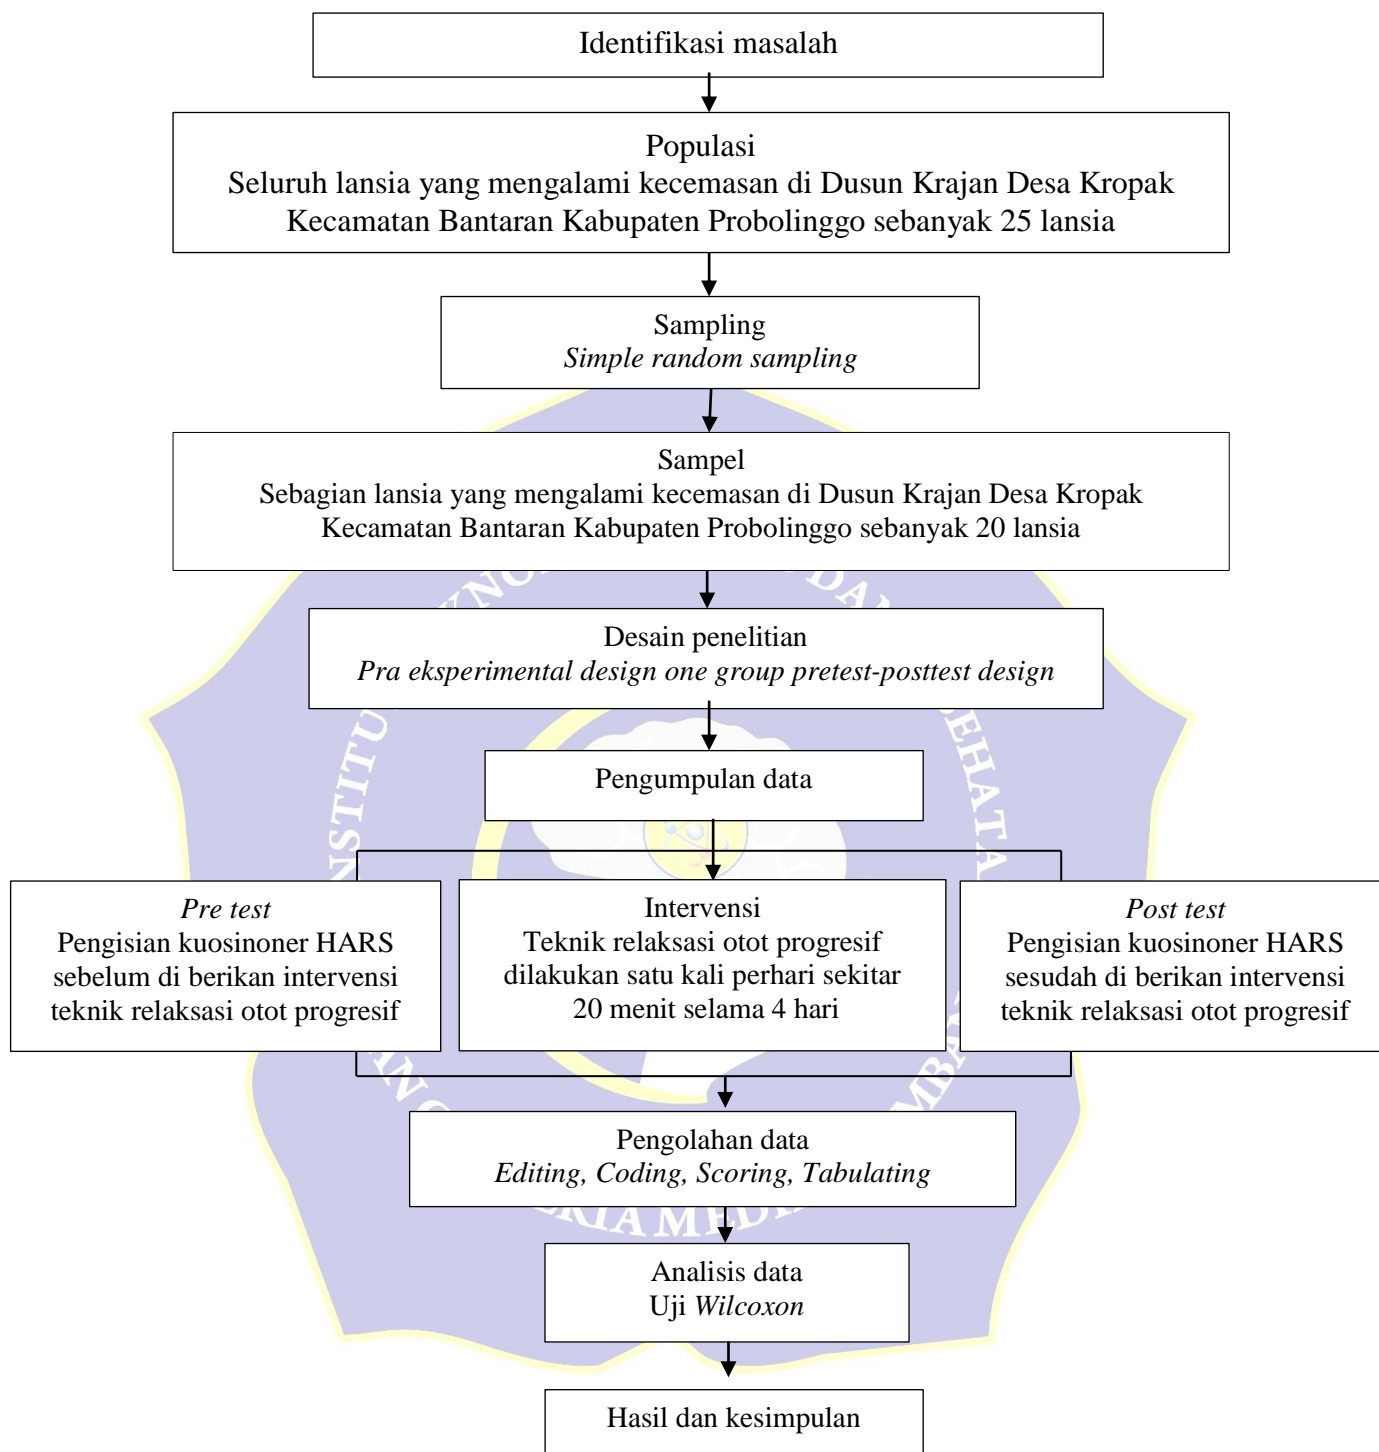 Identifikasi masalah
Populasi
Seluruh lansia yang mengalami kecemasan di Dusun Krajan Desa Kropak
Kecamatan Bantaran Kabupaten Probolinggo sebanyak 25 lansia
Sampling
Simple random sampling
Sampel
Sebagian lansia yang mengalami kecemasan di Dusun Krajan Desa Kropak
Kecamatan Bantaran Kabupaten Probolinggo sebanyak 20 lansia
Desain penelitian
Pra eksperimental design one group pretest-posttest design
Pengumpulan data
Pre test
Pengisian kuosinoner HARS
sebelum di berikan intervensi
teknik relaksasi otot progresif
Intervensi
Teknik relaksasi otot progresif
dilakukan satu kali perhari sekitar
20 menit selama 4 hari
Post test
Pengisian kuosinoner HARS
sesudah di berikan intervensi
teknik relaksasi otot progresif
Pengolahan data
Editing, Coding, Scoring, Tabulating
Analisis data
Uji Wilcoxon
Hasil dan kesimpulan